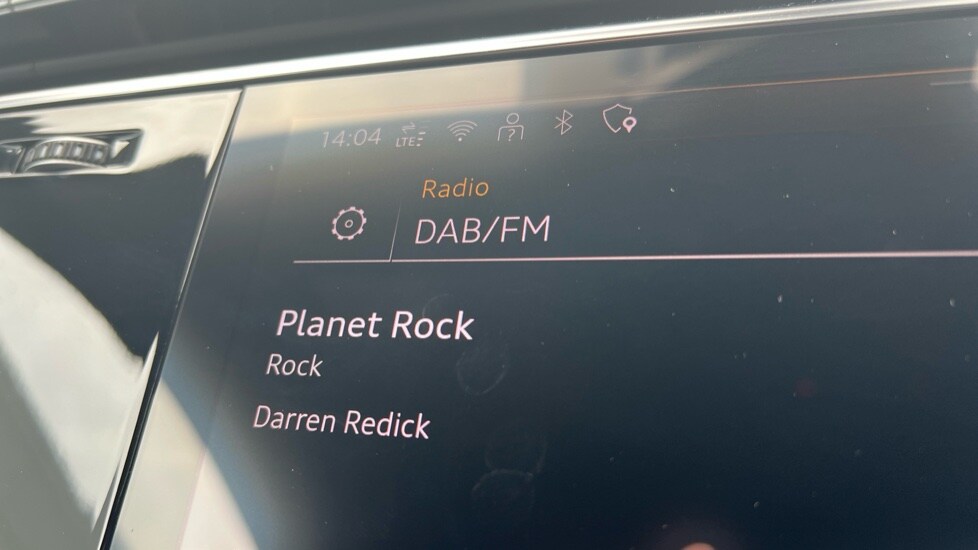 14:04 LTE ?
Radio
DAB/FM
Planet Rock
Rock
Darren Redick